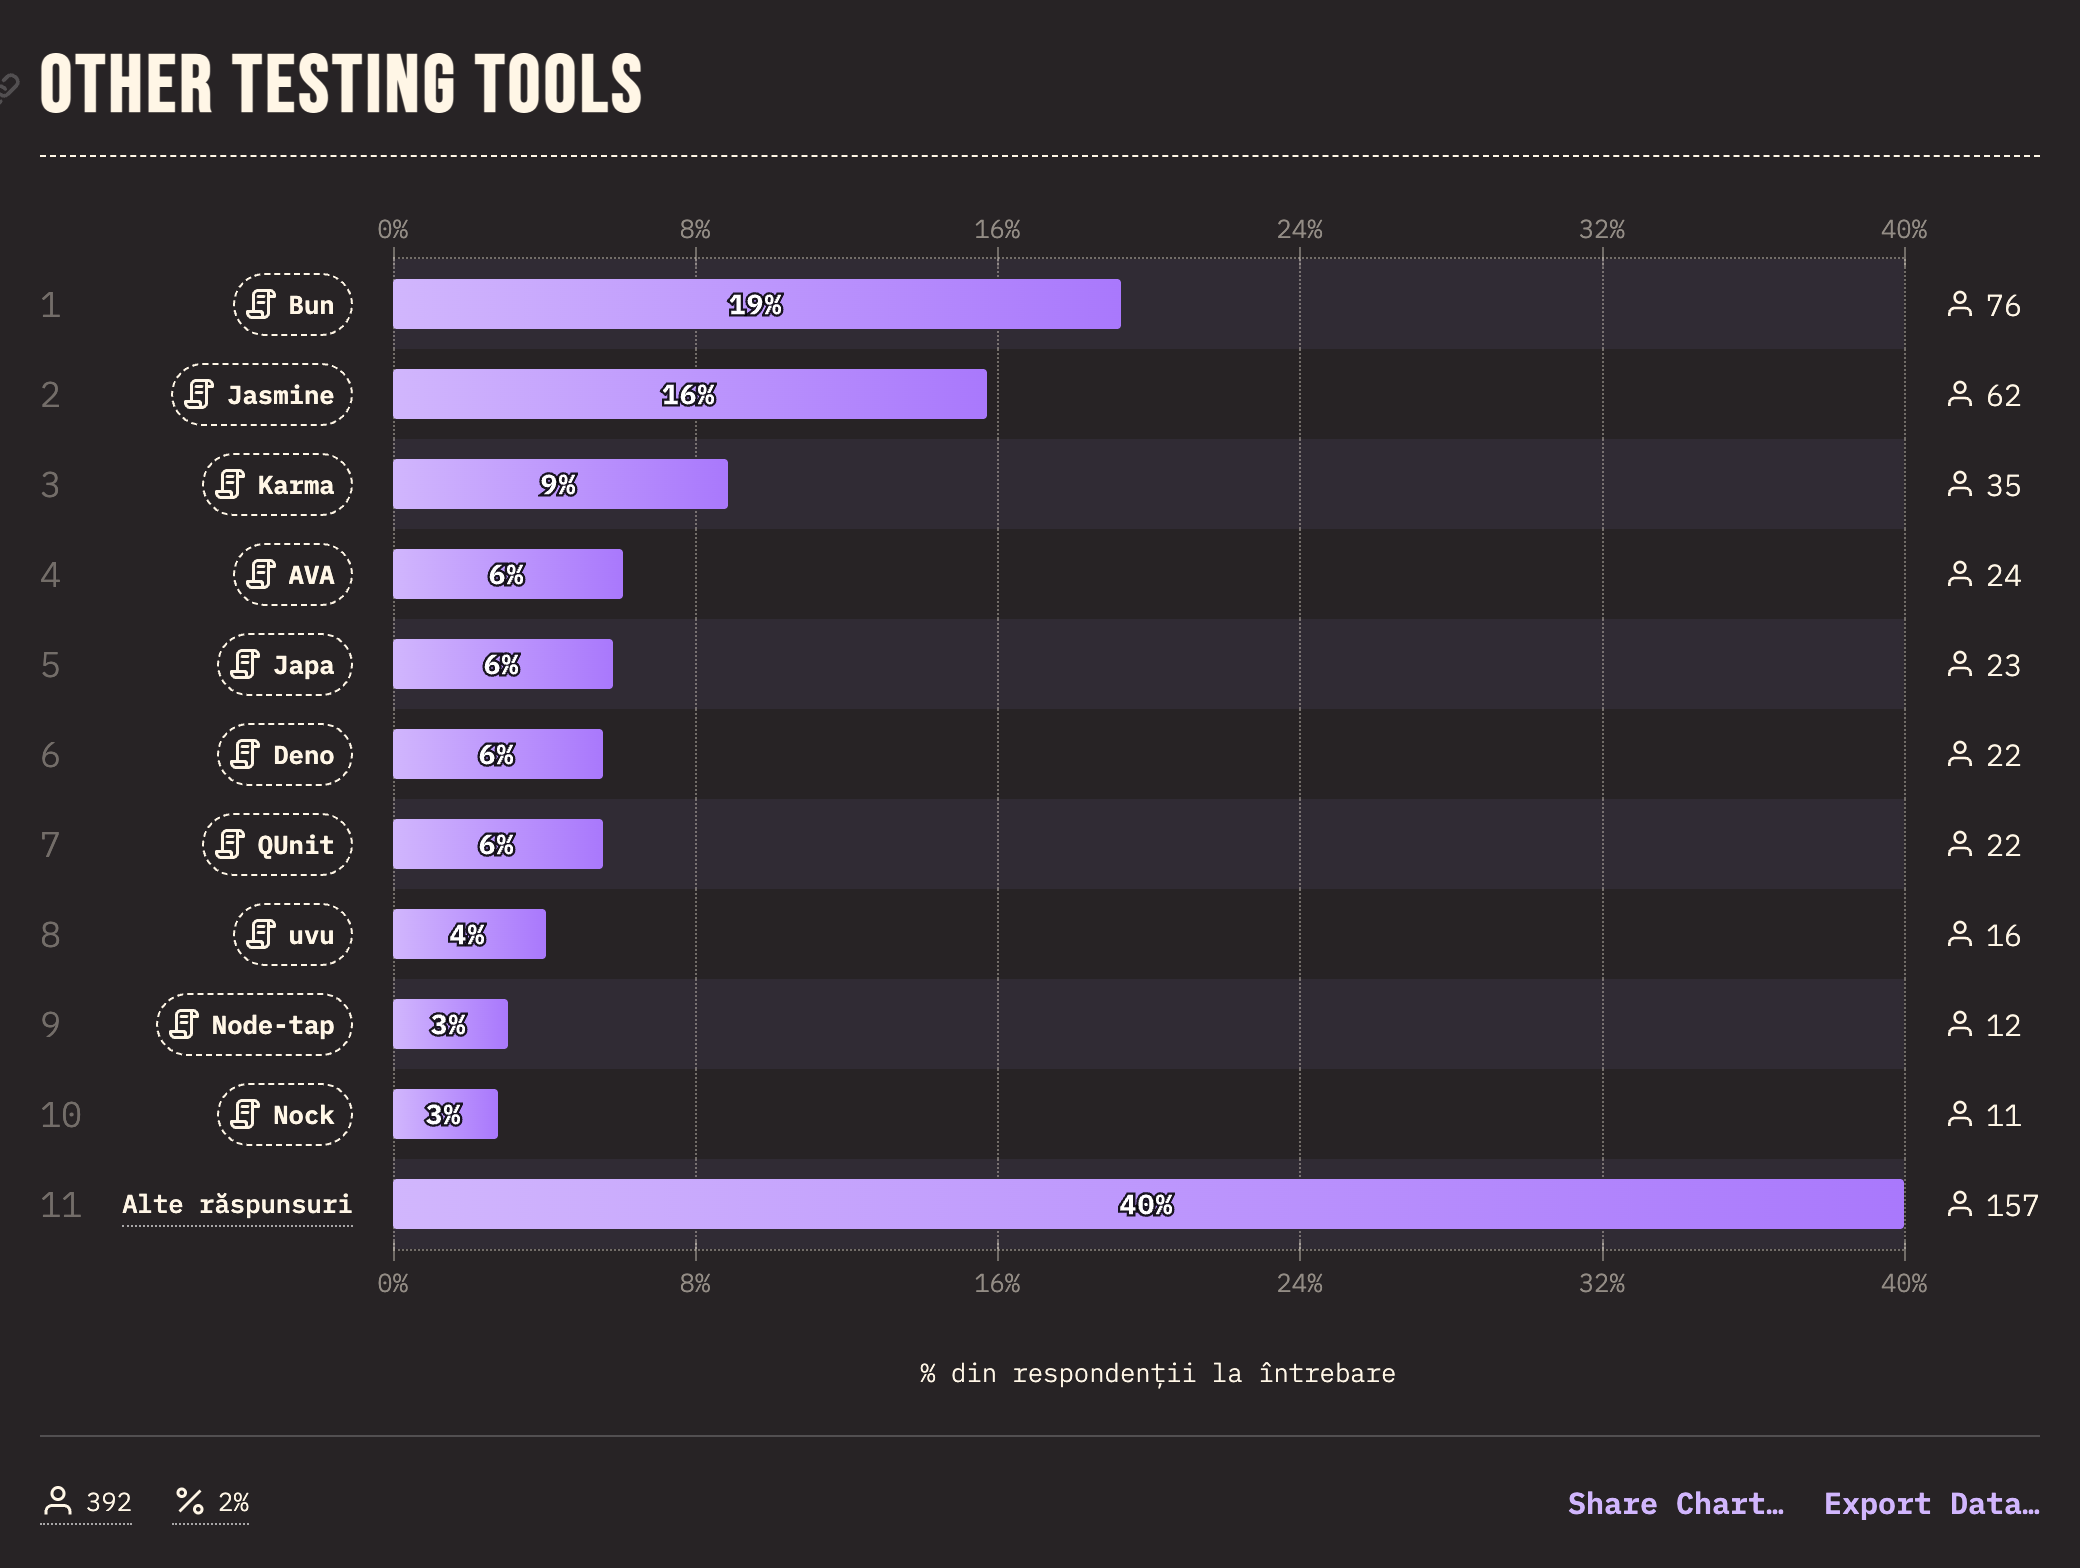 OTHER TESTING TOOLS
0% 8% 16% 24% 32% 40%
1 Bun 19% 76
2 Jasmine 16% 62
3 Karma 9% 35
4 AVA 6% 24
5 Japa 6% 23
6 Deno 6% 22
7 QUnit 6% 22
8 uvu 4% 16
9 Node-tap 3% 12
10 Nock 3% 11
11 Alte răspunsuri 40% 157
0% 8% 16% 24% 32% 40%
% din respondenții la întrebare
392 2% Share Chart… Export Data…